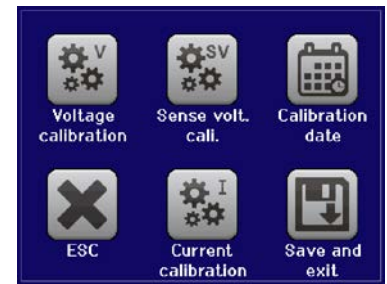 V
SV
Voltage
calibration
Sense volt.
cali.
Calibration
date
I
ESC
Current
calibration
Save and
exit